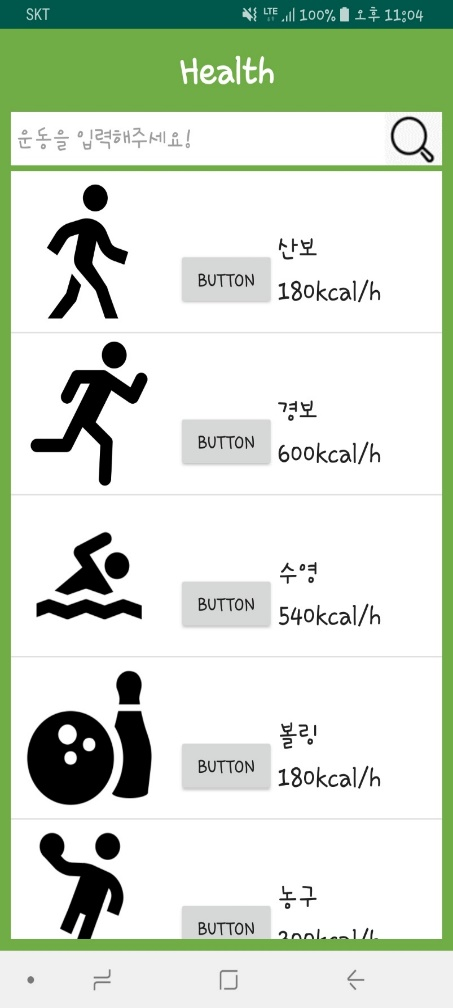 SKT LTE 100% 오후 11:04
Health
운동을 입력해주세요!
산보
BUTTON
180kcal/h
경보
BUTTON
600kcal/h
수영
BUTTON
540kcal/h
볼링
BUTTON
180kcal/h
농구
BUTTON